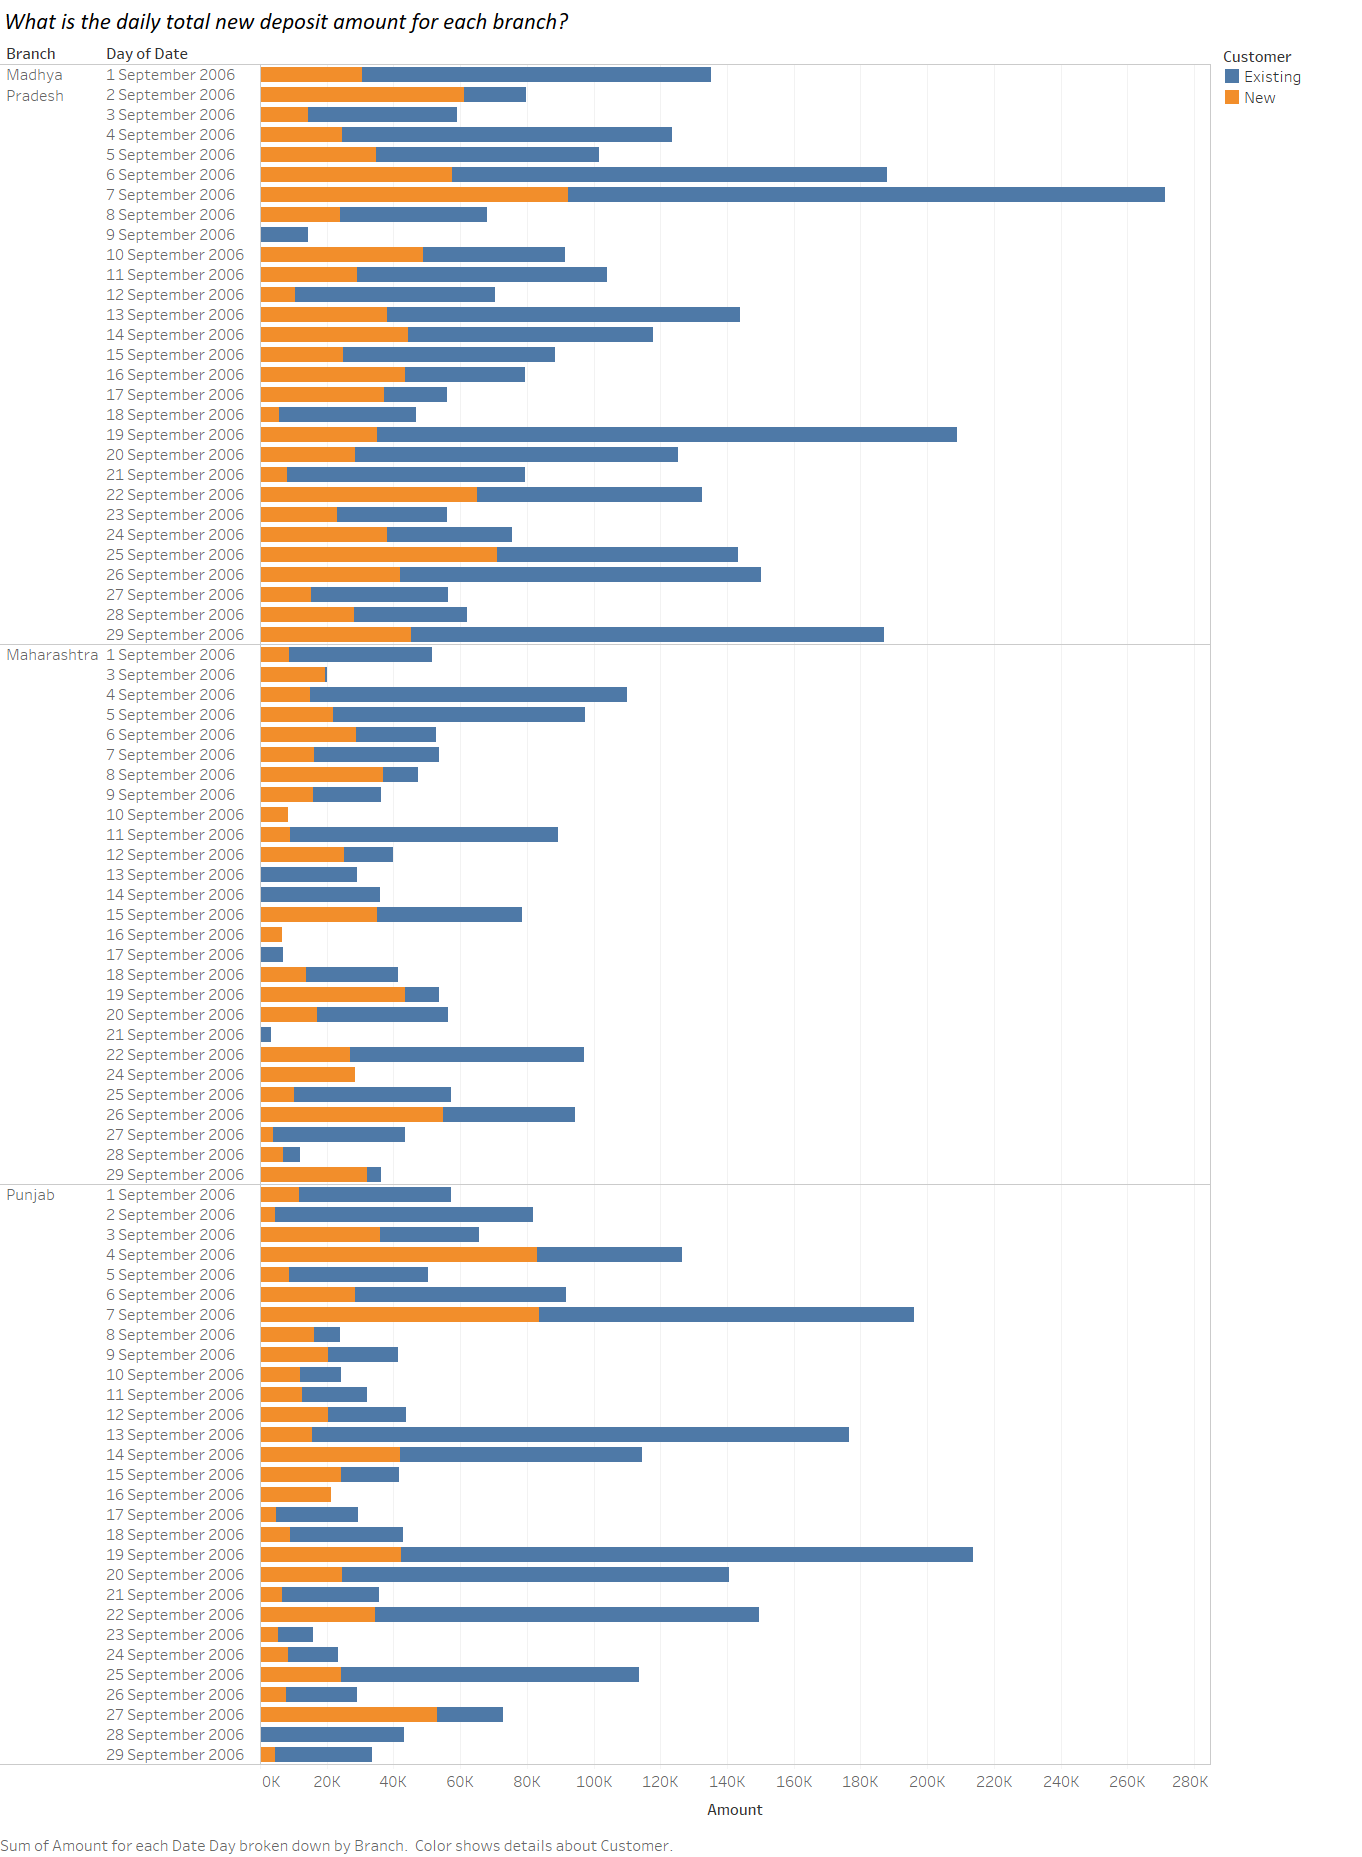 What is the daily total new deposit amount for each branch?
Branch Day of Date
Customer
Existing
New
Madhya 1 September 2006
Pradesh 2 September 2006
3 September 2006
4 September 2006
5 September 2006
6 September 2006
7 September 2006
8 September 2006
9 September 2006
10 September 2006
11 September 2006
12 September 2006
13 September 2006
14 September 2006
15 September 2006
16 September 2006
17 September 2006
18 September 2006
19 September 2006
20 September 2006
21 September 2006
22 September 2006
23 September 2006
24 September 2006
25 September 2006
26 September 2006
27 September 2006
28 September 2006
29 September 2006
Maharashtra 1 September 2006
3 September 2006
4 September 2006
5 September 2006
6 September 2006
7 September 2006
8 September 2006
9 September 2006
10 September 2006
11 September 2006
12 September 2006
13 September 2006
14 September 2006
15 September 2006
16 September 2006
17 September 2006
18 September 2006
19 September 2006
20 September 2006
21 September 2006
22 September 2006
24 September 2006
25 September 2006
26 September 2006
27 September 2006
28 September 2006
29 September 2006
Punjab 1 September 2006
2 September 2006
3 September 2006
4 September 2006
5 September 2006
6 September 2006
7 September 2006
8 September 2006
9 September 2006
10 September 2006
11 September 2006
12 September 2006
13 September 2006
14 September 2006
15 September 2006
16 September 2006
17 September 2006
18 September 2006
19 September 2006
20 September 2006
21 September 2006
22 September 2006
23 September 2006
24 September 2006
25 September 2006
26 September 2006
27 September 2006
28 September 2006
29 September 2006
0K 20K 40K 60K 80K 100K 120K 140K 160K 180K 200K 220K 240K 260K 280K
Amount
Sum of Amount for each Date Day broken down by Branch. Color shows details about Customer.